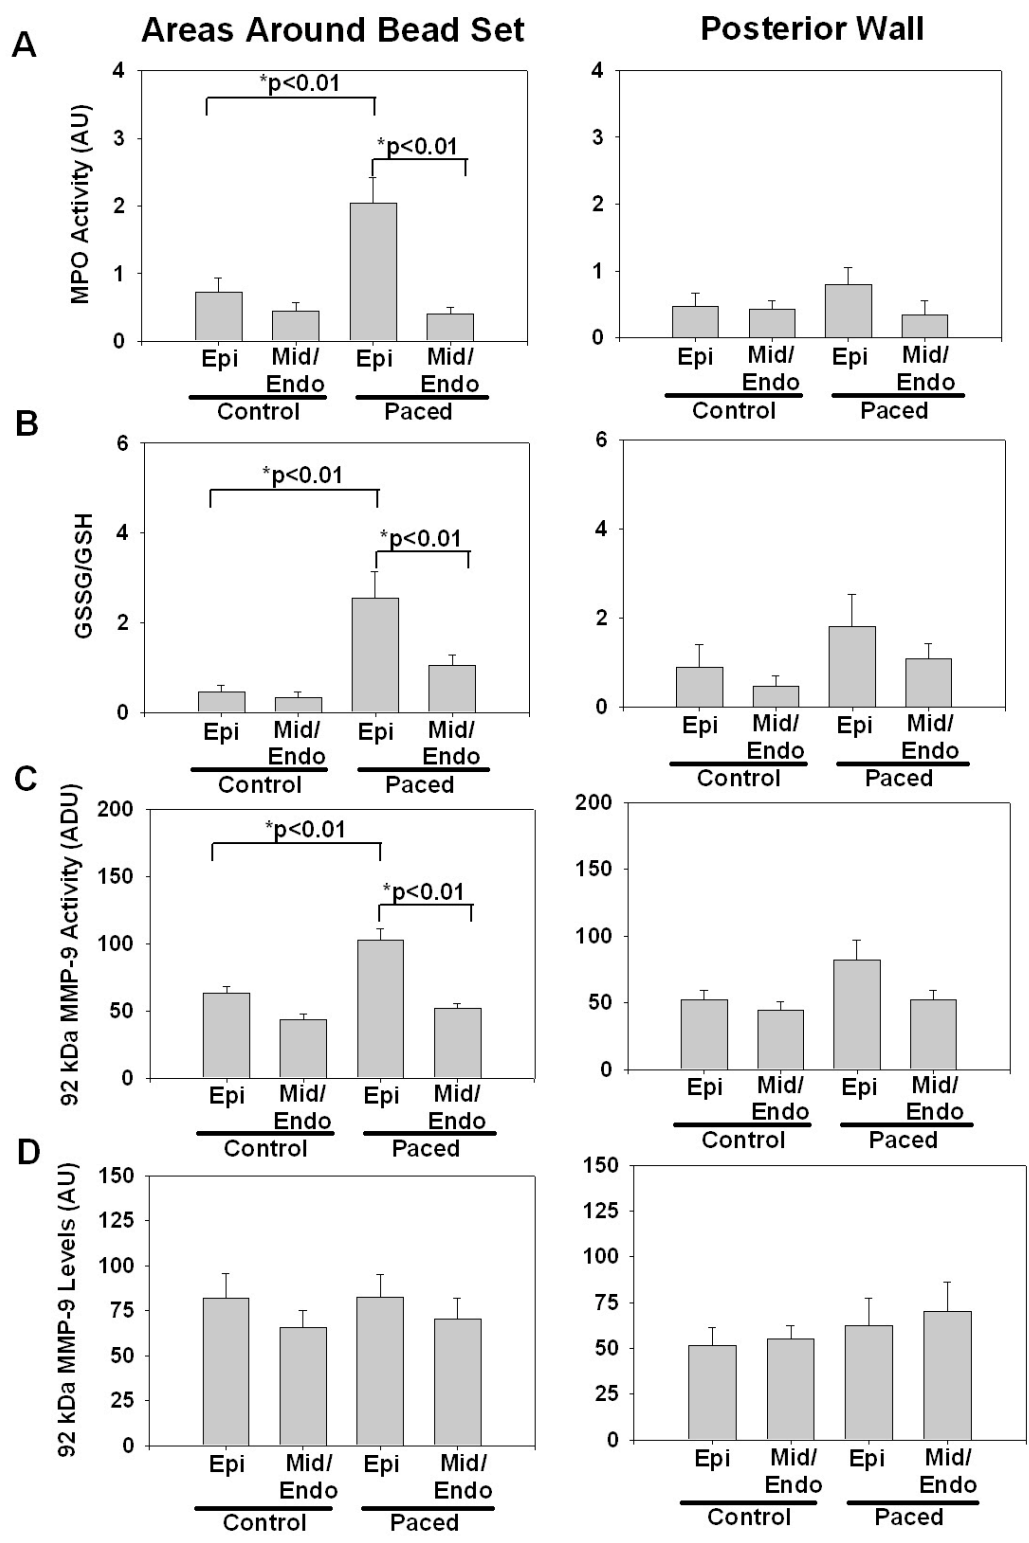 Areas Around Bead Set
Posterior Wall
A
MPO Activity (AU)
4
3
2
1
0
*p<0.01
*p<0.01
Epi
Mid/
Endo
Epi
Mid/
Endo
Control
Paced
4
3
2
1
0
Epi
Mid/
Endo
Epi
Mid/
Endo
Control
Paced
B
GSSG/GSH
6
4
2
0
*p<0.01
*p<0.01
Epi
Mid/
Endo
Epi
Mid/
Endo
Control
Paced
6
4
2
0
Epi
Mid/
Endo
Epi
Mid/
Endo
Control
Paced
C
92 kDa MMP-9 Activity (ADU)
200
150
100
50
0
*p<0.01
*p<0.01
Epi
Mid/
Endo
Epi
Mid/
Endo
Control
Paced
200
150
100
50
0
Epi
Mid/
Endo
Epi
Mid/
Endo
Control
Paced
D
92 kDa MMP-9 Levels (AU)
150
125
100
75
50
25
0
Epi
Mid/
Endo
Epi
Mid/
Endo
Control
Paced
150
125
100
75
50
25
0
Epi
Mid/
Endo
Epi
Mid/
Endo
Control
Paced